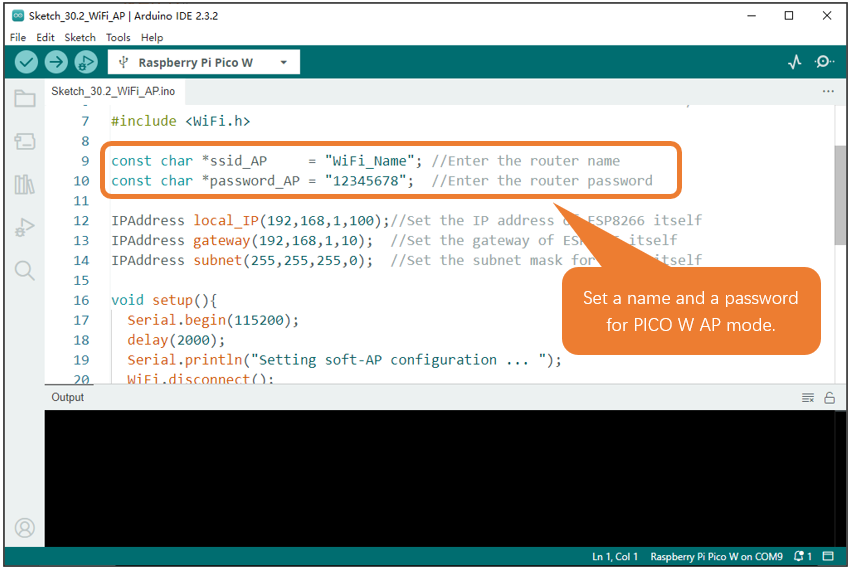 Sketch_30.2_WiFi_AP | Arduino IDE 2.3.2
File Edit Sketch Tools Help
Raspberry Pi Pico W
Sketch_30.2_WiFi_AP.ino
7 #include <WiFi.h>
8
9 const char *ssid_AP     = "WiFi_Name"; //Enter the router name
10 const char *password_AP = "12345678";  //Enter the router password
11
12 IPAddress local_IP(192,168,1,100);//Set the IP address of ESP8266 itself
13 IPAddress gateway(192,168,1,10);  //Set the gateway of itself
14 IPAddress subnet(255,255,255,0);  //Set the subnet mask for itself
15
16 void setup(){
17 Serial.begin(115200);
18 delay(2000);
19 Serial.println("Setting soft-AP configuration ... ");
20 WiFi.disconnect();
Set a name and a password
for PICO W AP mode.
Output
Ln 1, Col 1 Raspberry Pi Pico W on COM9 1